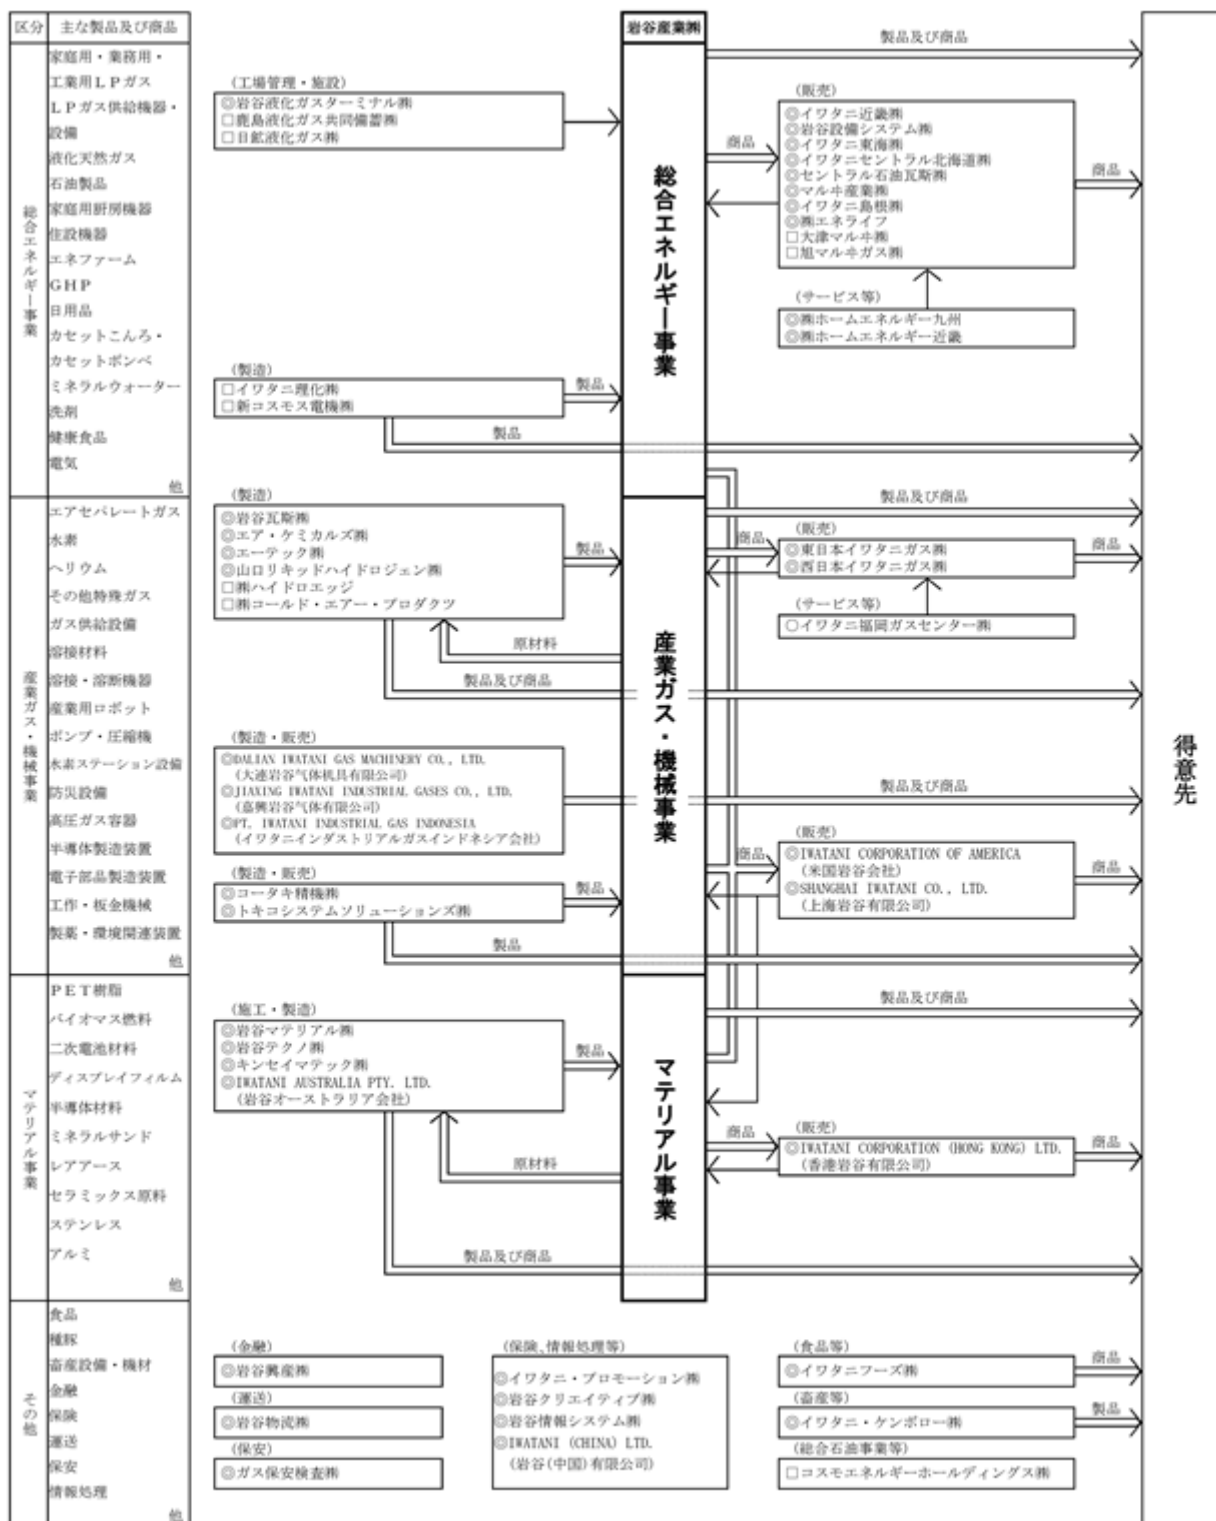 区分
主な製品及び商品
岩谷産業㈱
総合エネルギー事業
家庭用・業務用・
工業用ＬＰガス
ＬＰガス供給機器・
設備
液化天然ガス
石油製品
家庭用厨房機器
住設機器
エネファーム
ＧＨＰ
日用品
カセットこんろ・
カセットボンベ
ミネラルウォーター
洗剤
健康食品
電気
他
(工場管理・施設)
◎岩谷液化ガスターミナル㈱
□鹿島液化ガス共同備蓄㈱
□日鉱液化ガス㈱
(製造)
□イワタニ理化㈱
□新コスモス電機㈱
製品
製品
総合エネルギー事業
製品及び商品
商品
(販売)
◎イワタニ近畿㈱
◎岩谷設備システム㈱
◎イワタニ東海㈱
◎イワタニセントラル北海道㈱
◎セントラル石油瓦斯㈱
◎マルヰ産業㈱
◎イワタニ島根㈱
◎㈱エネライフ
□大津マルヰ㈱
□旭マルヰガス㈱
商品
(サービス等)
◎㈱ホームエネルギー九州
◎㈱ホームエネルギー近畿
産業ガス・機械事業
エアセパレートガス
水素
ヘリウム
その他特殊ガス
ガス供給設備
溶接材料
溶接・溶断機器
産業用ロボット
ポンプ・圧縮機
水素ステーション設備
防災設備
高圧ガス容器
半導体製造装置
電子部品製造装置
工作・板金機械
製薬・環境関連装置
他
(製造)
◎岩谷瓦斯㈱
◎エア・ケミカルズ㈱
◎エーテック㈱
◎山口リキッドハイドロジェン㈱
□㈱ハイドロエッジ
□㈱コールド・エアー・プロダクツ
製品
原材料
製品及び商品
(製造・販売)
◎DALIAN IWATANI GAS MACHINERY CO., LTD.
(大連岩谷气体机具有限公司)
◎JIAXING IWATANI INDUSTRIAL GASES CO., LTD.
(嘉興岩谷气体有限公司)
◎PT. IWATANI INDUSTRIAL GAS INDONESIA
(イワタニインダストリアルガスインドネシア会社)
(製造・販売)
◎コータキ精機㈱
◎トキコシステムソリューションズ㈱
製品
製品
産業ガス・機械事業
製品及び商品
商品
(販売)
◎東日本イワタニガス㈱
◎西日本イワタニガス㈱
商品
(サービス等)
○イワタニ福岡ガスセンター㈱
製品及び商品
商品
(販売)
◎IWATANI CORPORATION OF AMERICA
(米国岩谷会社)
◎SHANGHAI IWATANI CO., LTD.
(上海岩谷有限公司)
商品
得意先
マテリアル事業
ＰＥＴ樹脂
バイオマス燃料
二次電池材料
ディスプレイフィルム
半導体材料
ミネラルサンド
レアアース
セラミックス原料
ステンレス
アルミ
他
(施工・製造)
◎岩谷マテリアル㈱
◎岩谷テクノ㈱
◎キンセイマテック㈱
◎IWATANI AUSTRALIA PTY. LTD.
(岩谷オーストラリア会社)
製品
原材料
製品及び商品
マテリアル事業
製品及び商品
商品
(販売)
◎IWATANI CORPORATION (HONG KONG) LTD.
(香港岩谷有限公司)
商品
その他
食品
種豚
畜産設備・機材
金融
保険
運送
保安
情報処理
他
(金融)
◎岩谷興産㈱
(運送)
◎岩谷物流㈱
(保安)
◎ガス保安検査㈱
(保険、情報処理等)
◎イワタニ・プロモーション㈱
◎岩谷クリエイティブ㈱
◎岩谷情報システム㈱
◎IWATANI (CHINA) LTD.
(岩谷(中国)有限公司)
(食品等)
◎イワタニフーズ㈱
商品
(畜産等)
◎イワタニ・ケンボロー㈱
製品
(総合石油事業等)
□コスモエネルギーホールディングス㈱